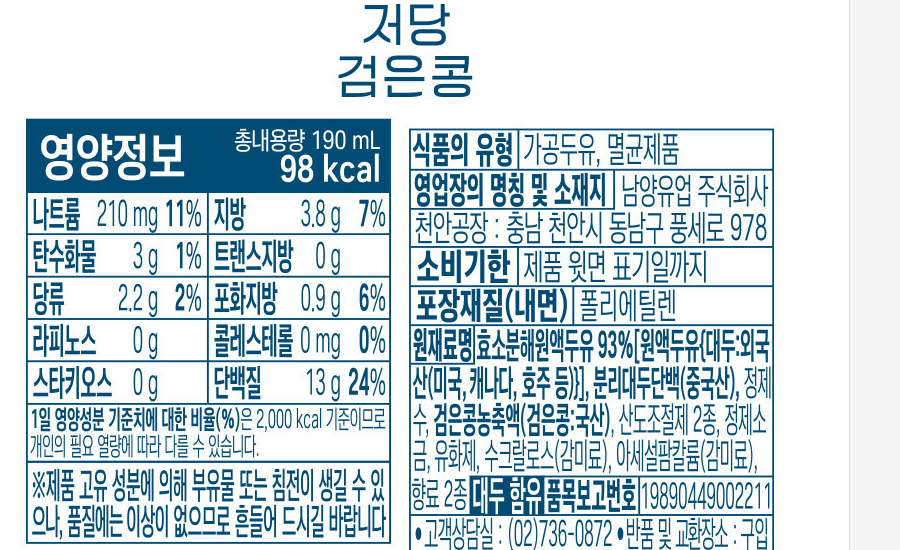 저당
검은콩
영양정보
총내용량 190 mL
98 kcal
나트륨 210 mg 11% 지방 3.8 g 7%
탄수화물 3 g 1% 트랜스지방 0 g
당류 2.2 g 2% 포화지방 0.9 g 6%
라피노스 0 g 콜레스테롤 0 mg 0%
스타키오스 0 g 단백질 13 g 24%
1일 영양성분 기준치에 대한 비율(%)은 2,000 kcal 기준이므로
개인의 필요 열량에 따라 다를 수 있습니다.
※제품 고유 성분에 의해 부유물 또는 침전이 생길 수 있
으나, 품질에는 이상이 없으므로 흔들어 드시길 바랍니다
식품의 유형 가공두유, 멸균제품
영업장의 명칭 및 소재지 남양유업 주식회사
천안공장 : 충남 천안시 동남구 풍세로 978
소비기한 제품 윗면 표기일까지
포장재질(내면) 폴리에틸렌
원재료명 효소분해원액두유 93%[원액두유{대두:외국
산(미국, 캐나다, 호주 등)}], 분리대두단백(중국산), 정제
수, 검은콩농축액(검은콩:국산), 산도조절제 2종, 정제소
금, 유화제, 수크랄로스(감미료), 아세설팜칼륨(감미료),
향료 2종 대두 함유 품목보고번호 19890449002211
•고객상담실 : (02)736-0872 •반품 및 교환장소 : 구입